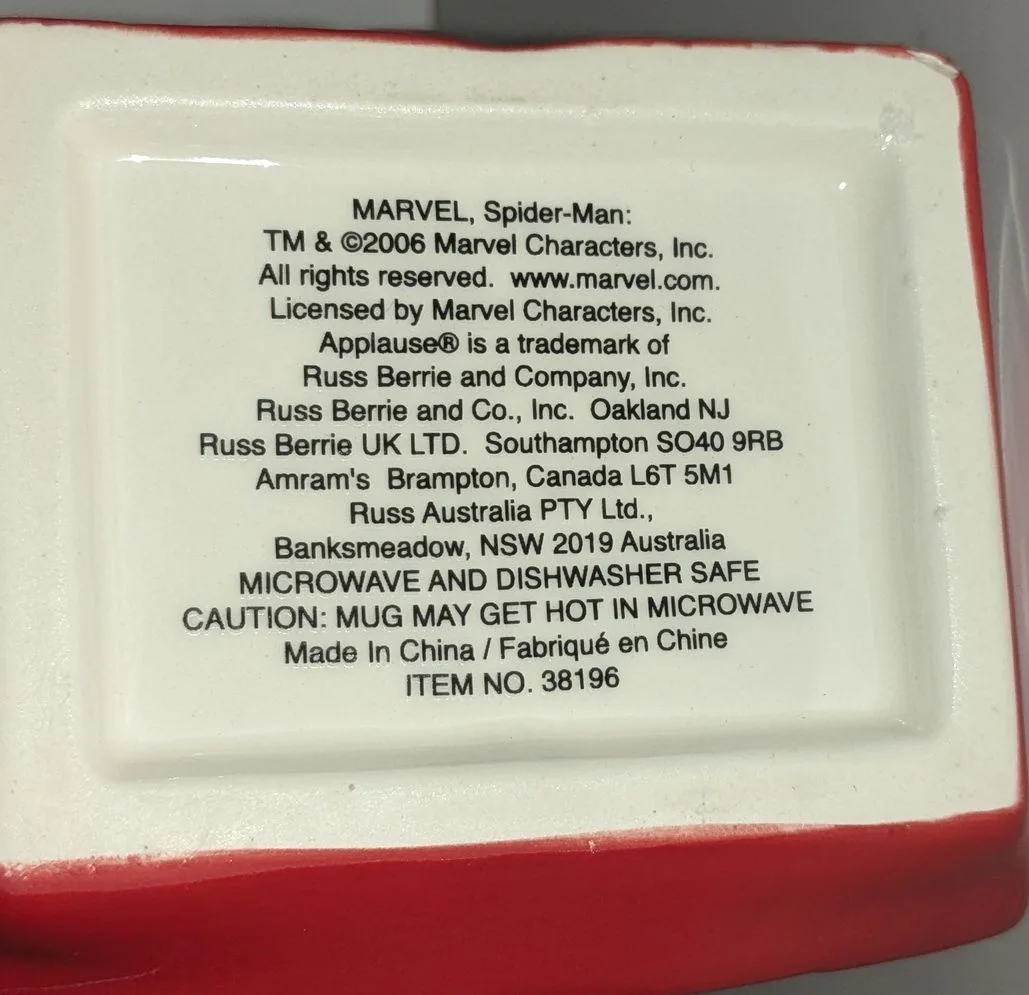 MARVEL, Spider-Man:
TM & ©2006 Marvel Characters, Inc.
All rights reserved. www.marvel.com.
Licensed by Marvel Characters, Inc.
Applause® is a trademark of
Russ Berrie and Company, Inc.
Russ Berrie and Co., Inc. Oakland NJ
Russ Berrie UK LTD. Southampton SO40 9RB
Amram's Brampton, Canada L6T 5M1
Russ Australia PTY Ltd.,
Banksmeadow, NSW 2019 Australia
MICROWAVE AND DISHWASHER SAFE
CAUTION: MUG MAY GET HOT IN MICROWAVE
Made In China / Fabriqué en Chine
ITEM NO. 38196